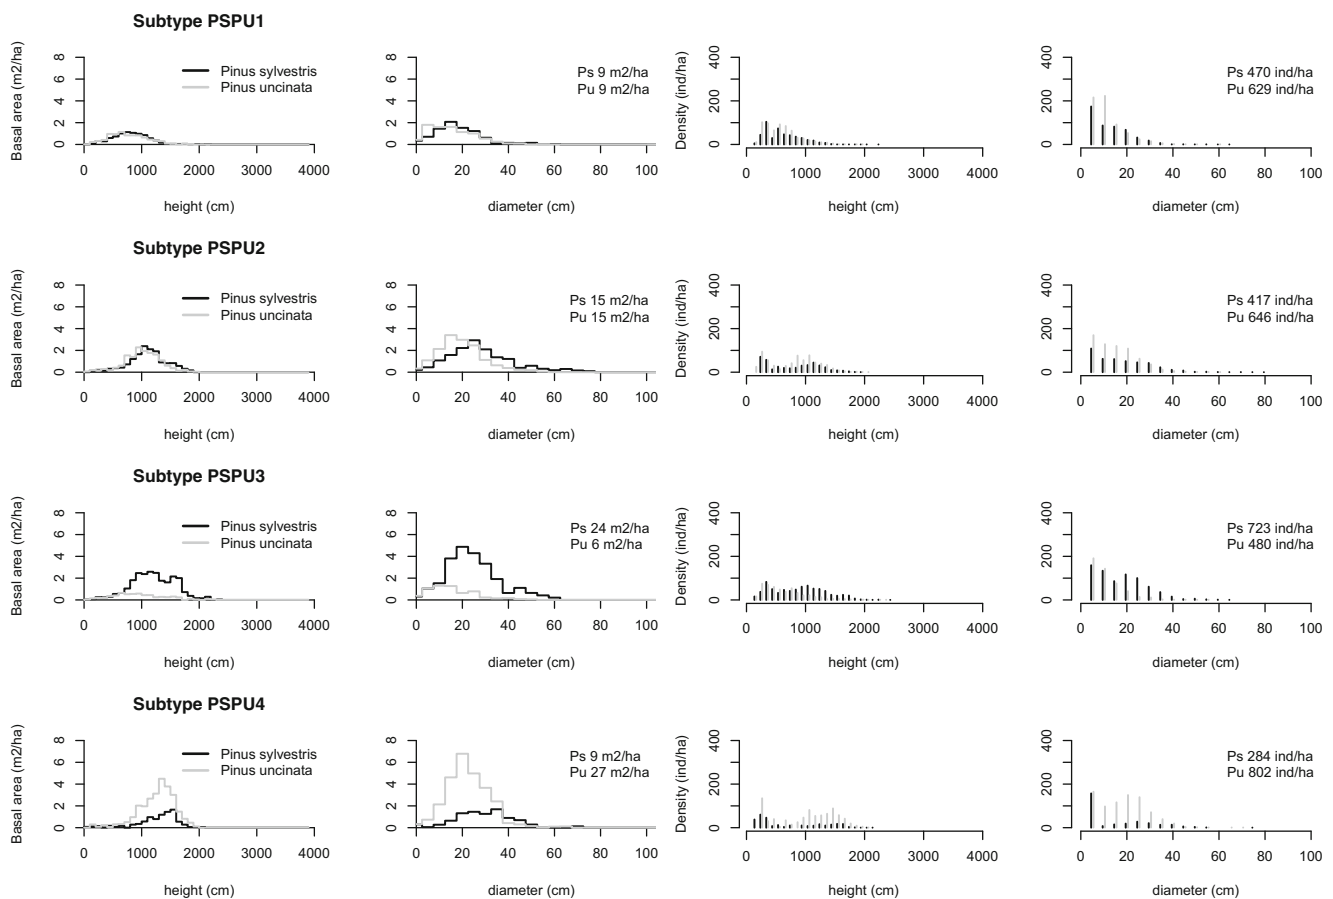 Subtype PSPU1
Basal area (m2/ha)
0 2 4 6 8
Pinus sylvestris
Pinus uncinata
0 1000 2000 3000 4000
height (cm)
0 2 4 6 8
Ps 9 m2/ha
Pu 9 m2/ha
0 20 40 60 80 100
diameter (cm)
Density (ind/ha)
0 200 400
0 1000 2000 3000 4000
height (cm)
0 200 400
Ps 470 ind/ha
Pu 629 ind/ha
0 20 40 60 80 100
diameter (cm)
Subtype PSPU2
Basal area (m2/ha)
0 2 4 6 8
Pinus sylvestris
Pinus uncinata
0 1000 2000 3000 4000
height (cm)
0 2 4 6 8
Ps 15 m2/ha
Pu 15 m2/ha
0 20 40 60 80 100
diameter (cm)
Density (ind/ha)
0 200 400
0 1000 2000 3000 4000
height (cm)
0 200 400
Ps 417 ind/ha
Pu 646 ind/ha
0 20 40 60 80 100
diameter (cm)
Subtype PSPU3
Basal area (m2/ha)
0 2 4 6 8
Pinus sylvestris
Pinus uncinata
0 1000 2000 3000 4000
height (cm)
0 2 4 6 8
Ps 24 m2/ha
Pu 6 m2/ha
0 20 40 60 80 100
diameter (cm)
Density (ind/ha)
0 200 400
0 1000 2000 3000 4000
height (cm)
0 200 400
Ps 723 ind/ha
Pu 480 ind/ha
0 20 40 60 80 100
diameter (cm)
Subtype PSPU4
Basal area (m2/ha)
0 2 4 6 8
Pinus sylvestris
Pinus uncinata
0 1000 2000 3000 4000
height (cm)
0 2 4 6 8
Ps 9 m2/ha
Pu 27 m2/ha
0 20 40 60 80 100
diameter (cm)
Density (ind/ha)
0 200 400
0 1000 2000 3000 4000
height (cm)
0 200 400
Ps 284 ind/ha
Pu 802 ind/ha
0 20 40 60 80 100
diameter (cm)